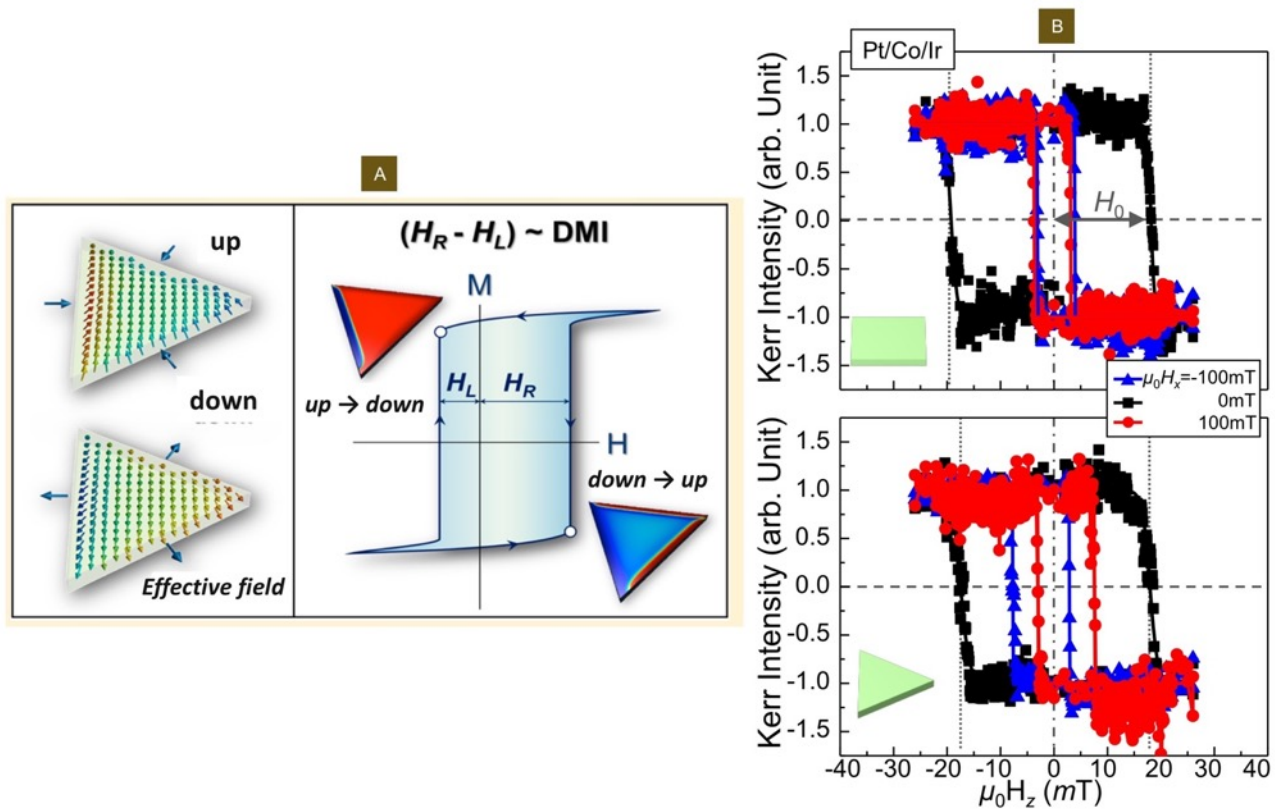 A
up
down
Effective field
(H_R - H_L) ~ DMI
M
H_L
H_R
up → down
H
down → up
B
Pt/Co/Ir
Kerr Intensity (arb. Unit)
1.5
1.0
0.5
0.0
-0.5
-1.0
-1.5
H₀
μ₀Hₓ=-100mT
0mT
100mT
Kerr Intensity (arb. Unit)
1.5
1.0
0.5
0.0
-0.5
-1.0
-1.5
-40 -30 -20 -10 0 10 20 30 40
μ₀H_z (mT)